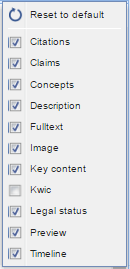 Reset to default
Citations
Claims
Concepts
Description
Fulltext
Image
Key content
Kwic
Legal status
Preview
Timeline